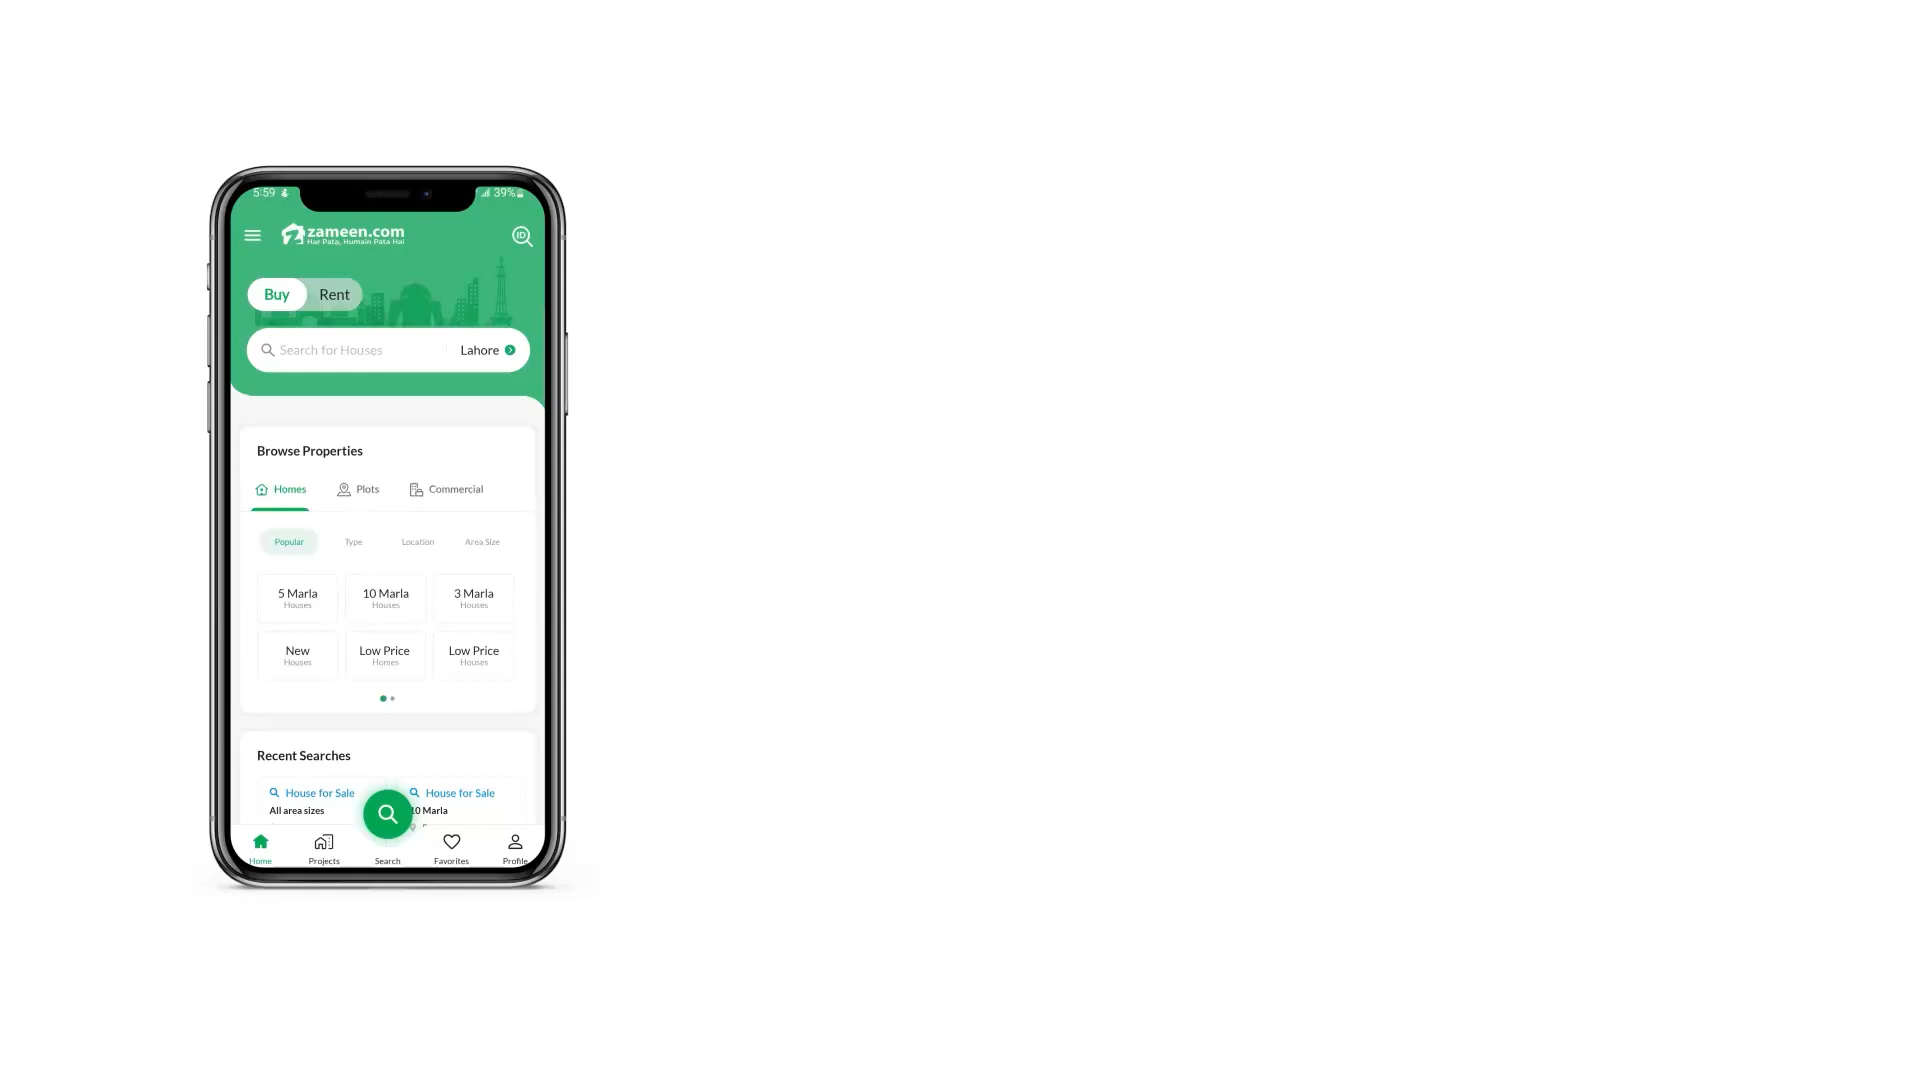 5:59
39%
zameen.com
Har Pata, Humain Pata Hai
ID
Buy Rent
Search for Houses Lahore
Browse Properties
Homes Plots Commercial
Popular Type Location Area Size
5 Marla 10 Marla 3 Marla
Houses Houses Houses
New Low Price Low Price
Houses Homes Houses
Recent Searches
House for Sale House for Sale
All area sizes 10 Marla
Home Projects Search Favorites Profile